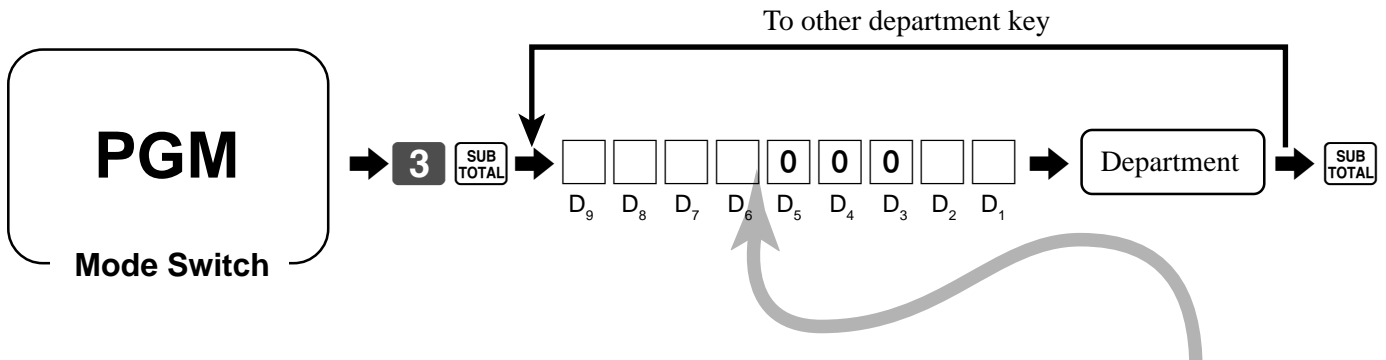 To other department key
PGM
Mode Switch
3 SUB TOTAL 0 0 0 Department SUB TOTAL
D9 D8 D7 D6 D5 D4 D3 D2 D1